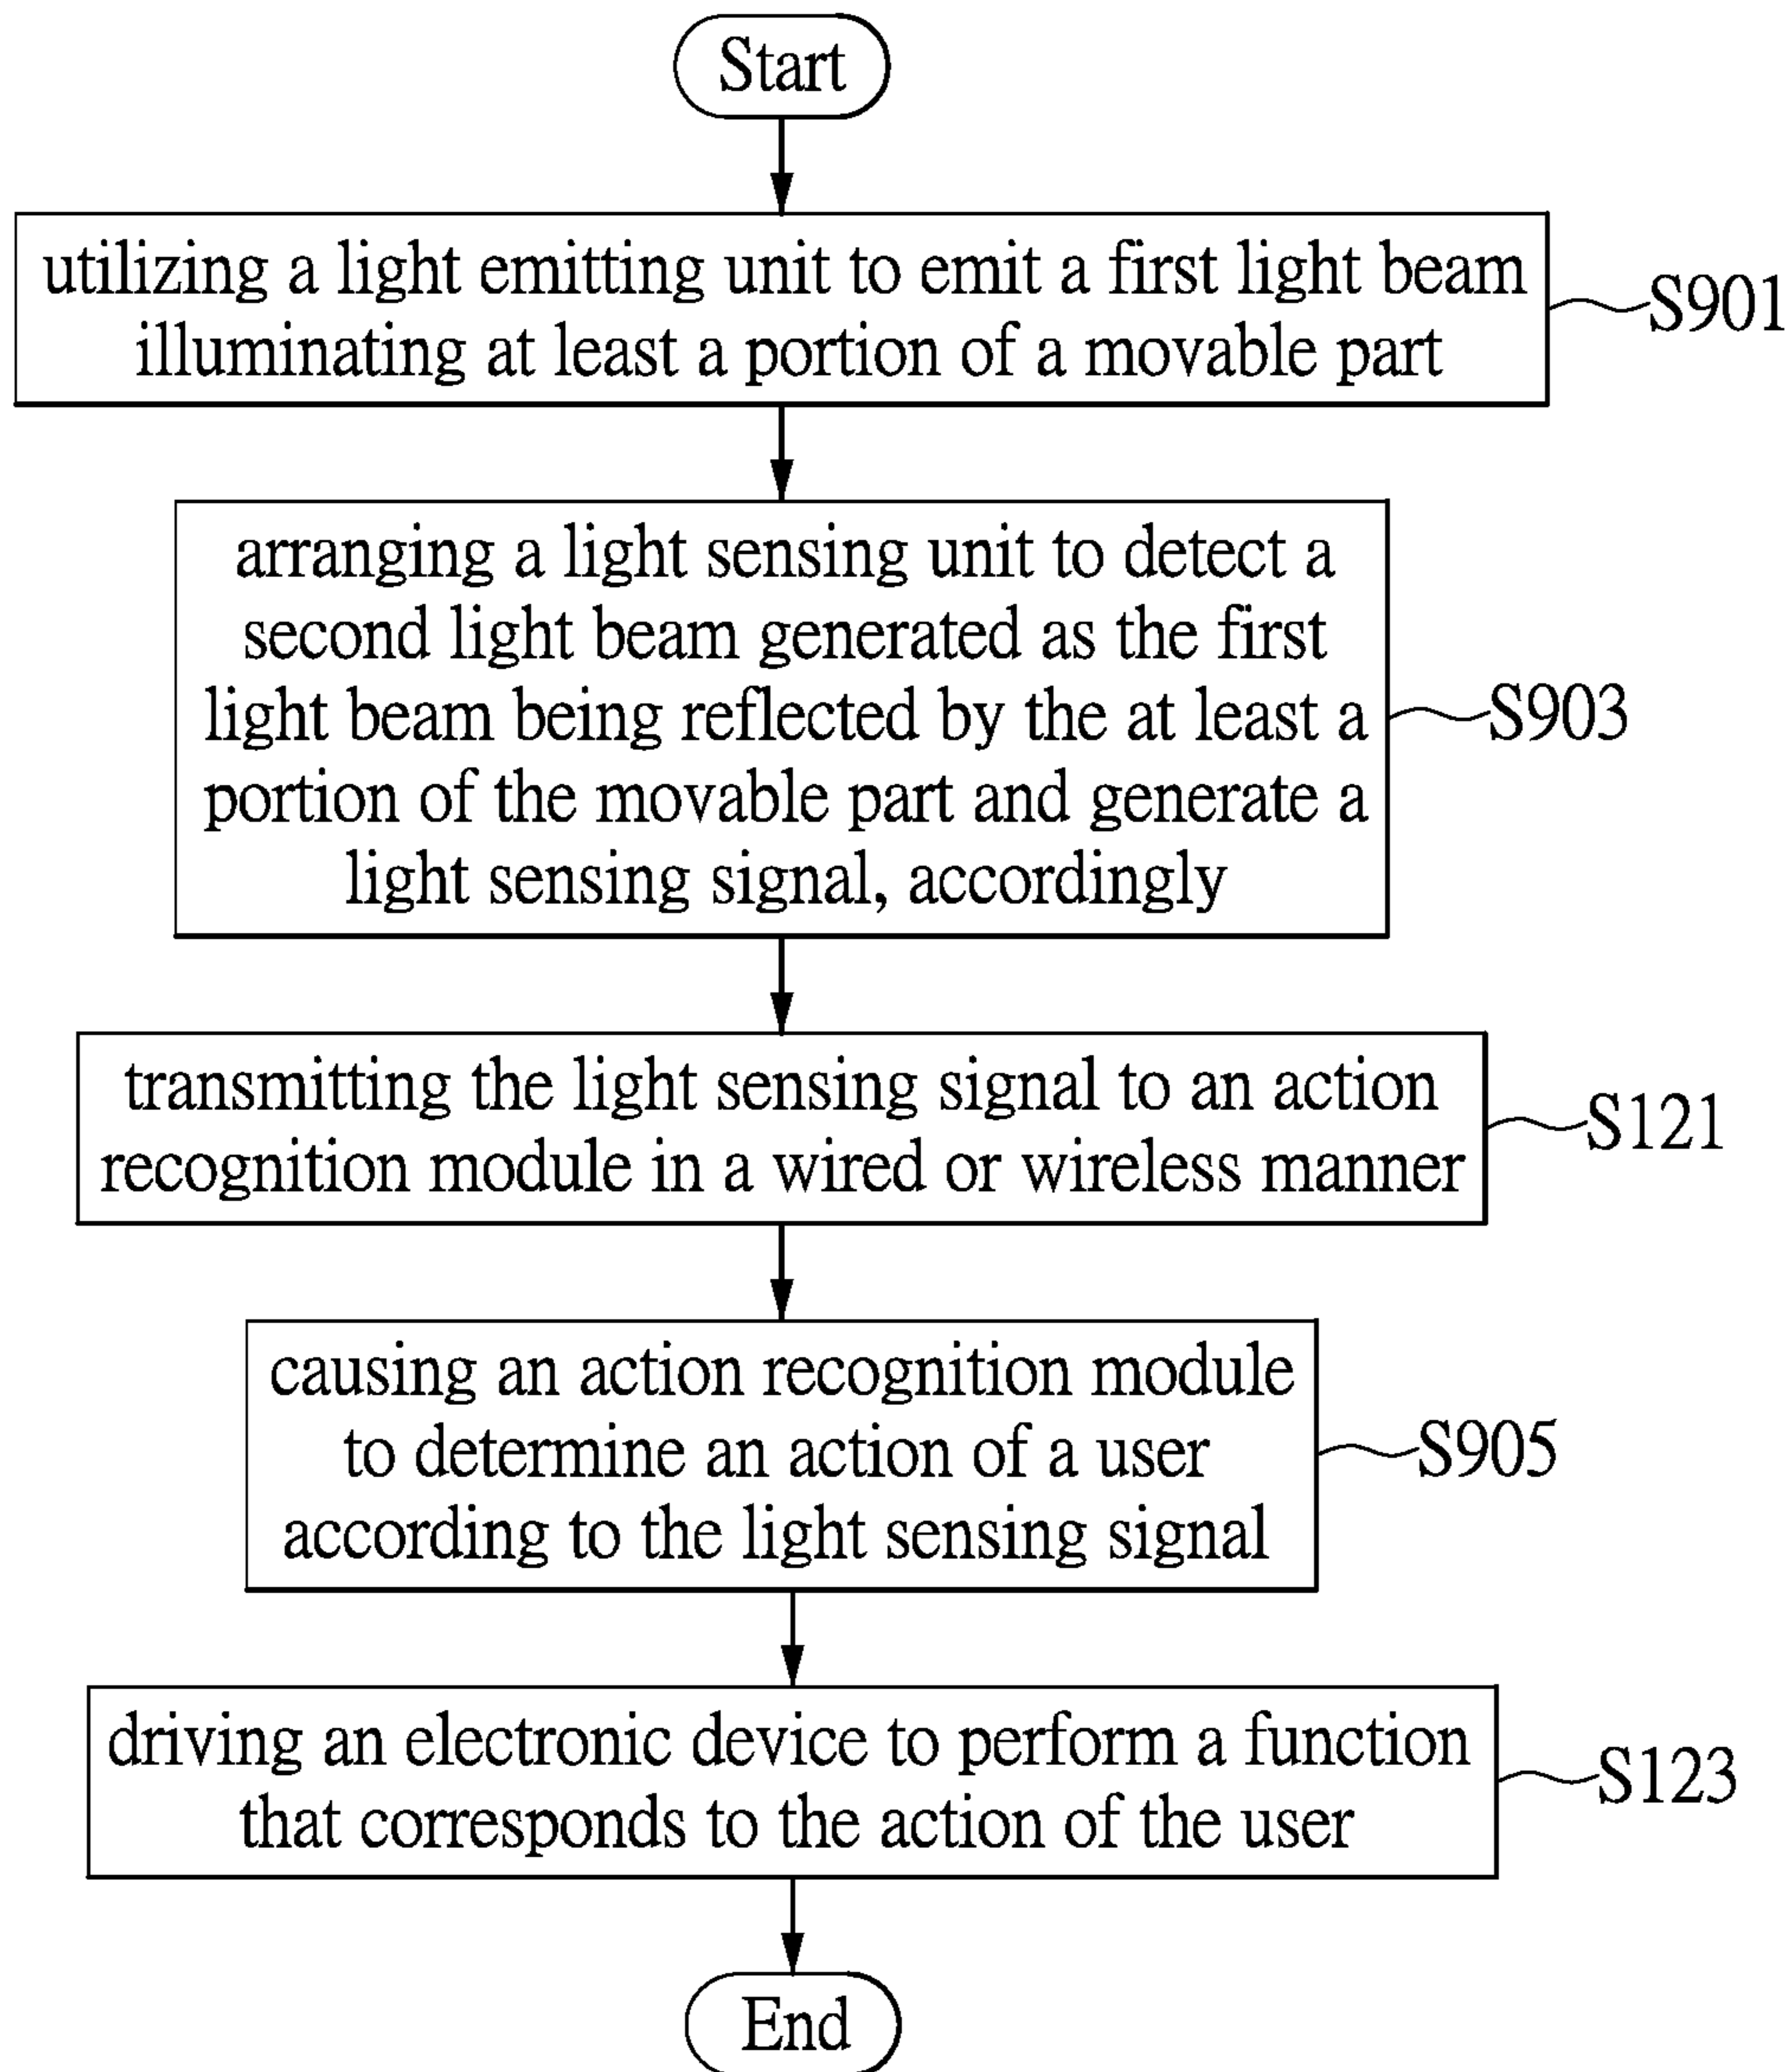 Start
utilizing a light emitting unit to emit a first light beam
illuminating at least a portion of a movable part
S901
arranging a light sensing unit to detect a
second light beam generated as the first
light beam being reflected by the at least a
portion of the movable part and generate a
light sensing signal, accordingly
S903
transmitting the light sensing signal to an action
recognition module in a wired or wireless manner
S121
causing an action recognition module
to determine an action of a user
according to the light sensing signal
S905
driving an electronic device to perform a function
that corresponds to the action of the user
S123
End